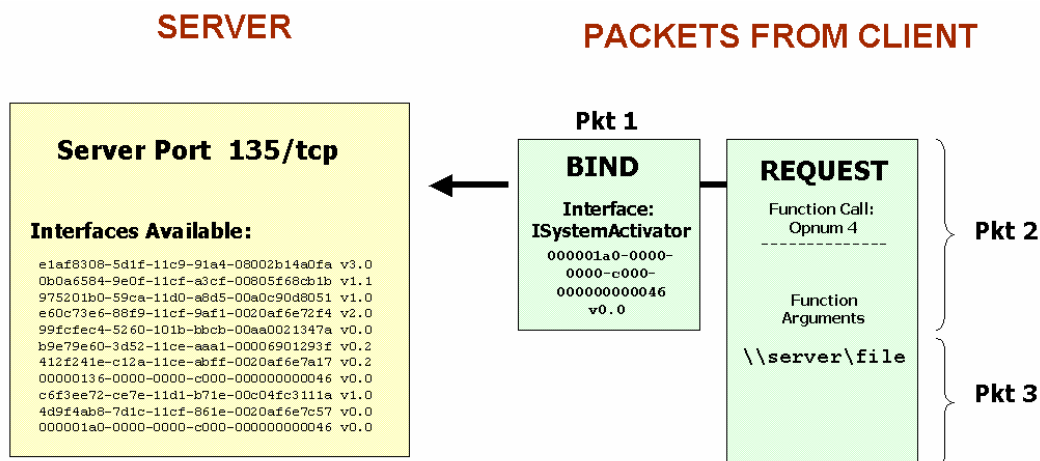 SERVER
PACKETS FROM CLIENT
Server Port 135/tcp
Interfaces Available:
e1af8308-5d1f-11c9-91a4-08002b14a0fa v3.0
0b0a6584-9e0f-11cf-a3cf-00805f68cb1b v1.1
975201b0-59ca-11d0-a8d5-00a0c90d8051 v1.0
e60c73e6-88f9-11cf-9af1-0020af6e72f4 v2.0
99fcfec4-5260-101b-bbcb-00aa0021347a v0.0
b9e79e60-3d52-11ce-aaa1-00006901293f v0.2
412f241e-c12a-11ce-abff-0020af6e7a17 v0.2
00000136-0000-0000-c000-000000000046 v0.0
c6f3ee72-ce7e-11d1-b71e-00c04fc3111a v1.0
4d9f4ab8-7d1c-11cf-861e-0020af6e7c57 v0.0
000001a0-0000-0000-c000-000000000046 v0.0
Pkt 1
BIND
Interface:
ISystemActivator
000001a0-0000-
0000-c000-
000000000046
v0.0
REQUEST
Function Call:
Opnum 4
--------------
Function
Arguments
\\server\file
Pkt 2
Pkt 3